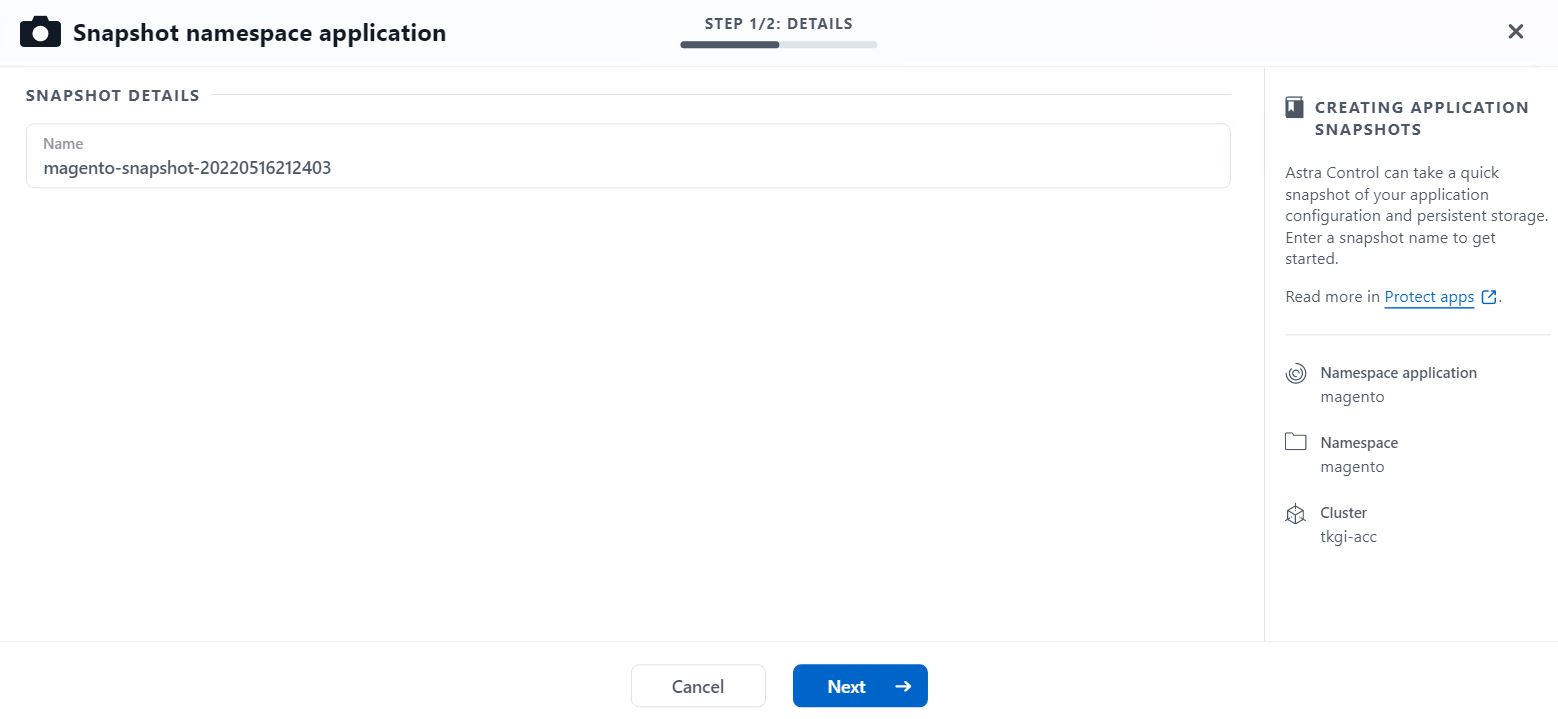 Snapshot namespace application
STEP 1/2: DETAILS
SNAPSHOT DETAILS
Name
magento-snapshot-20220516212403
CREATING APPLICATION
SNAPSHOTS
Astra Control can take a quick
snapshot of your application
configuration and persistent storage.
Enter a snapshot name to get
started.
Read more in Protect apps.
Namespace application
magento
Namespace
magento
Cluster
tkgi-acc
Cancel
Next